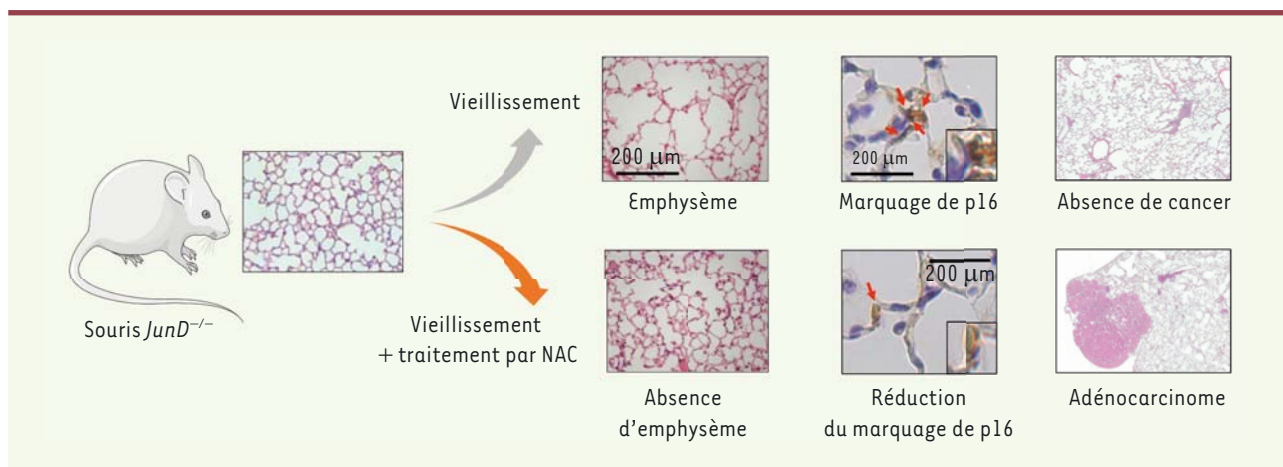 Vieillissement
200 µm
Emphysème
200 µm
Marquage de p16
Absence de cancer
Souris JunD–/–
Vieillissement
+ traitement par NAC
Absence
d'emphysème
200 µm
Réduction
du marquage de p16
Adénocarcinome